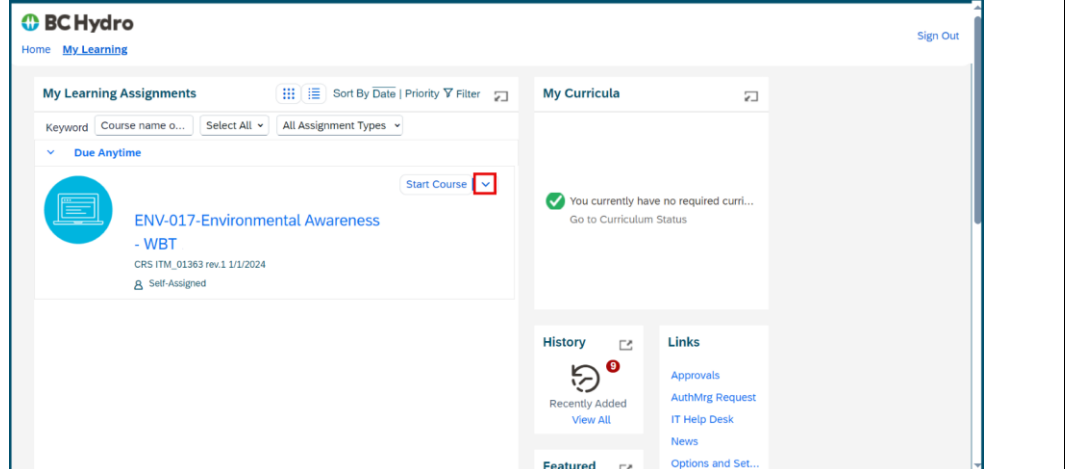 BC Hydro
Sign Out
Home My Learning
My Learning Assignments
Sort By Date | Priority Filter
Keyword Course name o... Select All All Assignment Types
Due Anytime
Start Course
ENV-017-Environmental Awareness
- WBT
CRS ITM_01363 rev.1 1/1/2024
Self-Assigned
My Curricula
You currently have no required curri...
Go to Curriculum Status
History
9
Recently Added
View All
Featured
Links
Approvals
AuthMrg Request
IT Help Desk
News
Options and Set...